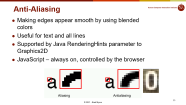 Anti-Aliasing
Making edges appear smooth by using blended
colors
Useful for text and all lines
Supported by Java RenderingHints parameter to
Graphics2D
JavaScript – always on, controlled by the browser
a
a
Aliasing
Antialiasing